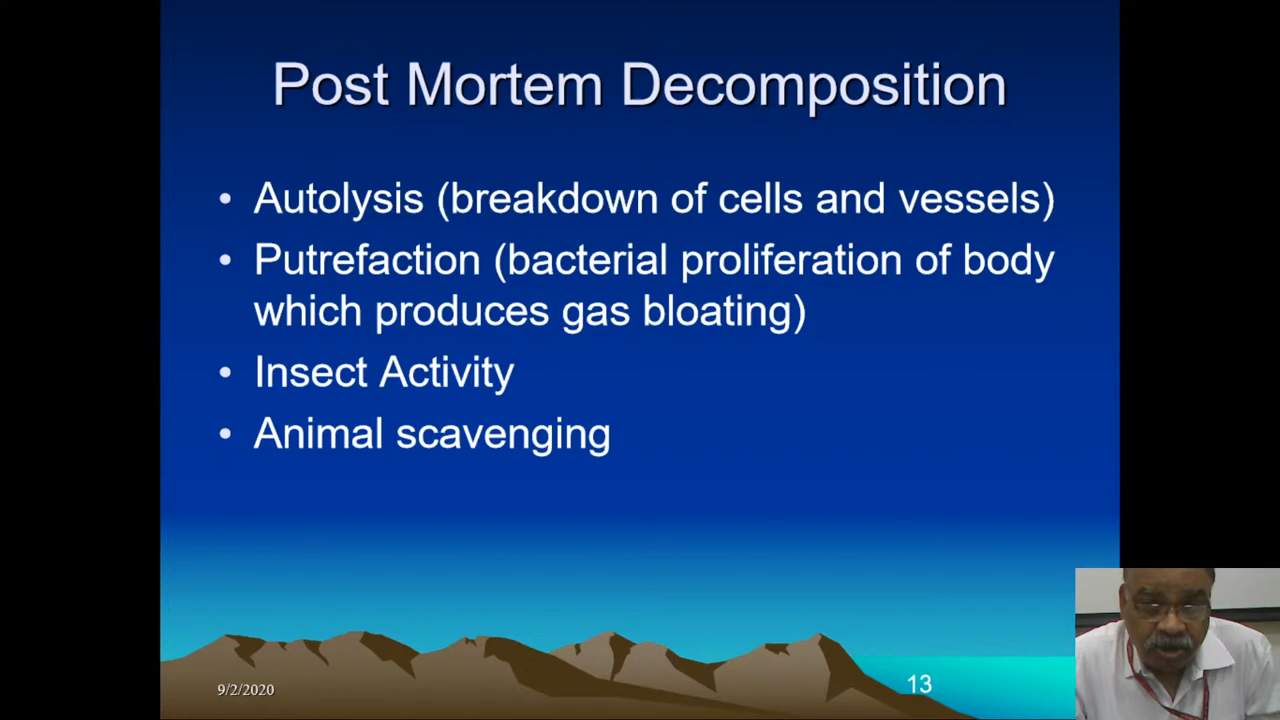 Post Mortem Decomposition
• Autolysis (breakdown of cells and vessels)
• Putrefaction (bacterial proliferation of body
which produces gas bloating)
• Insect Activity
• Animal scavenging
9/2/2020
13